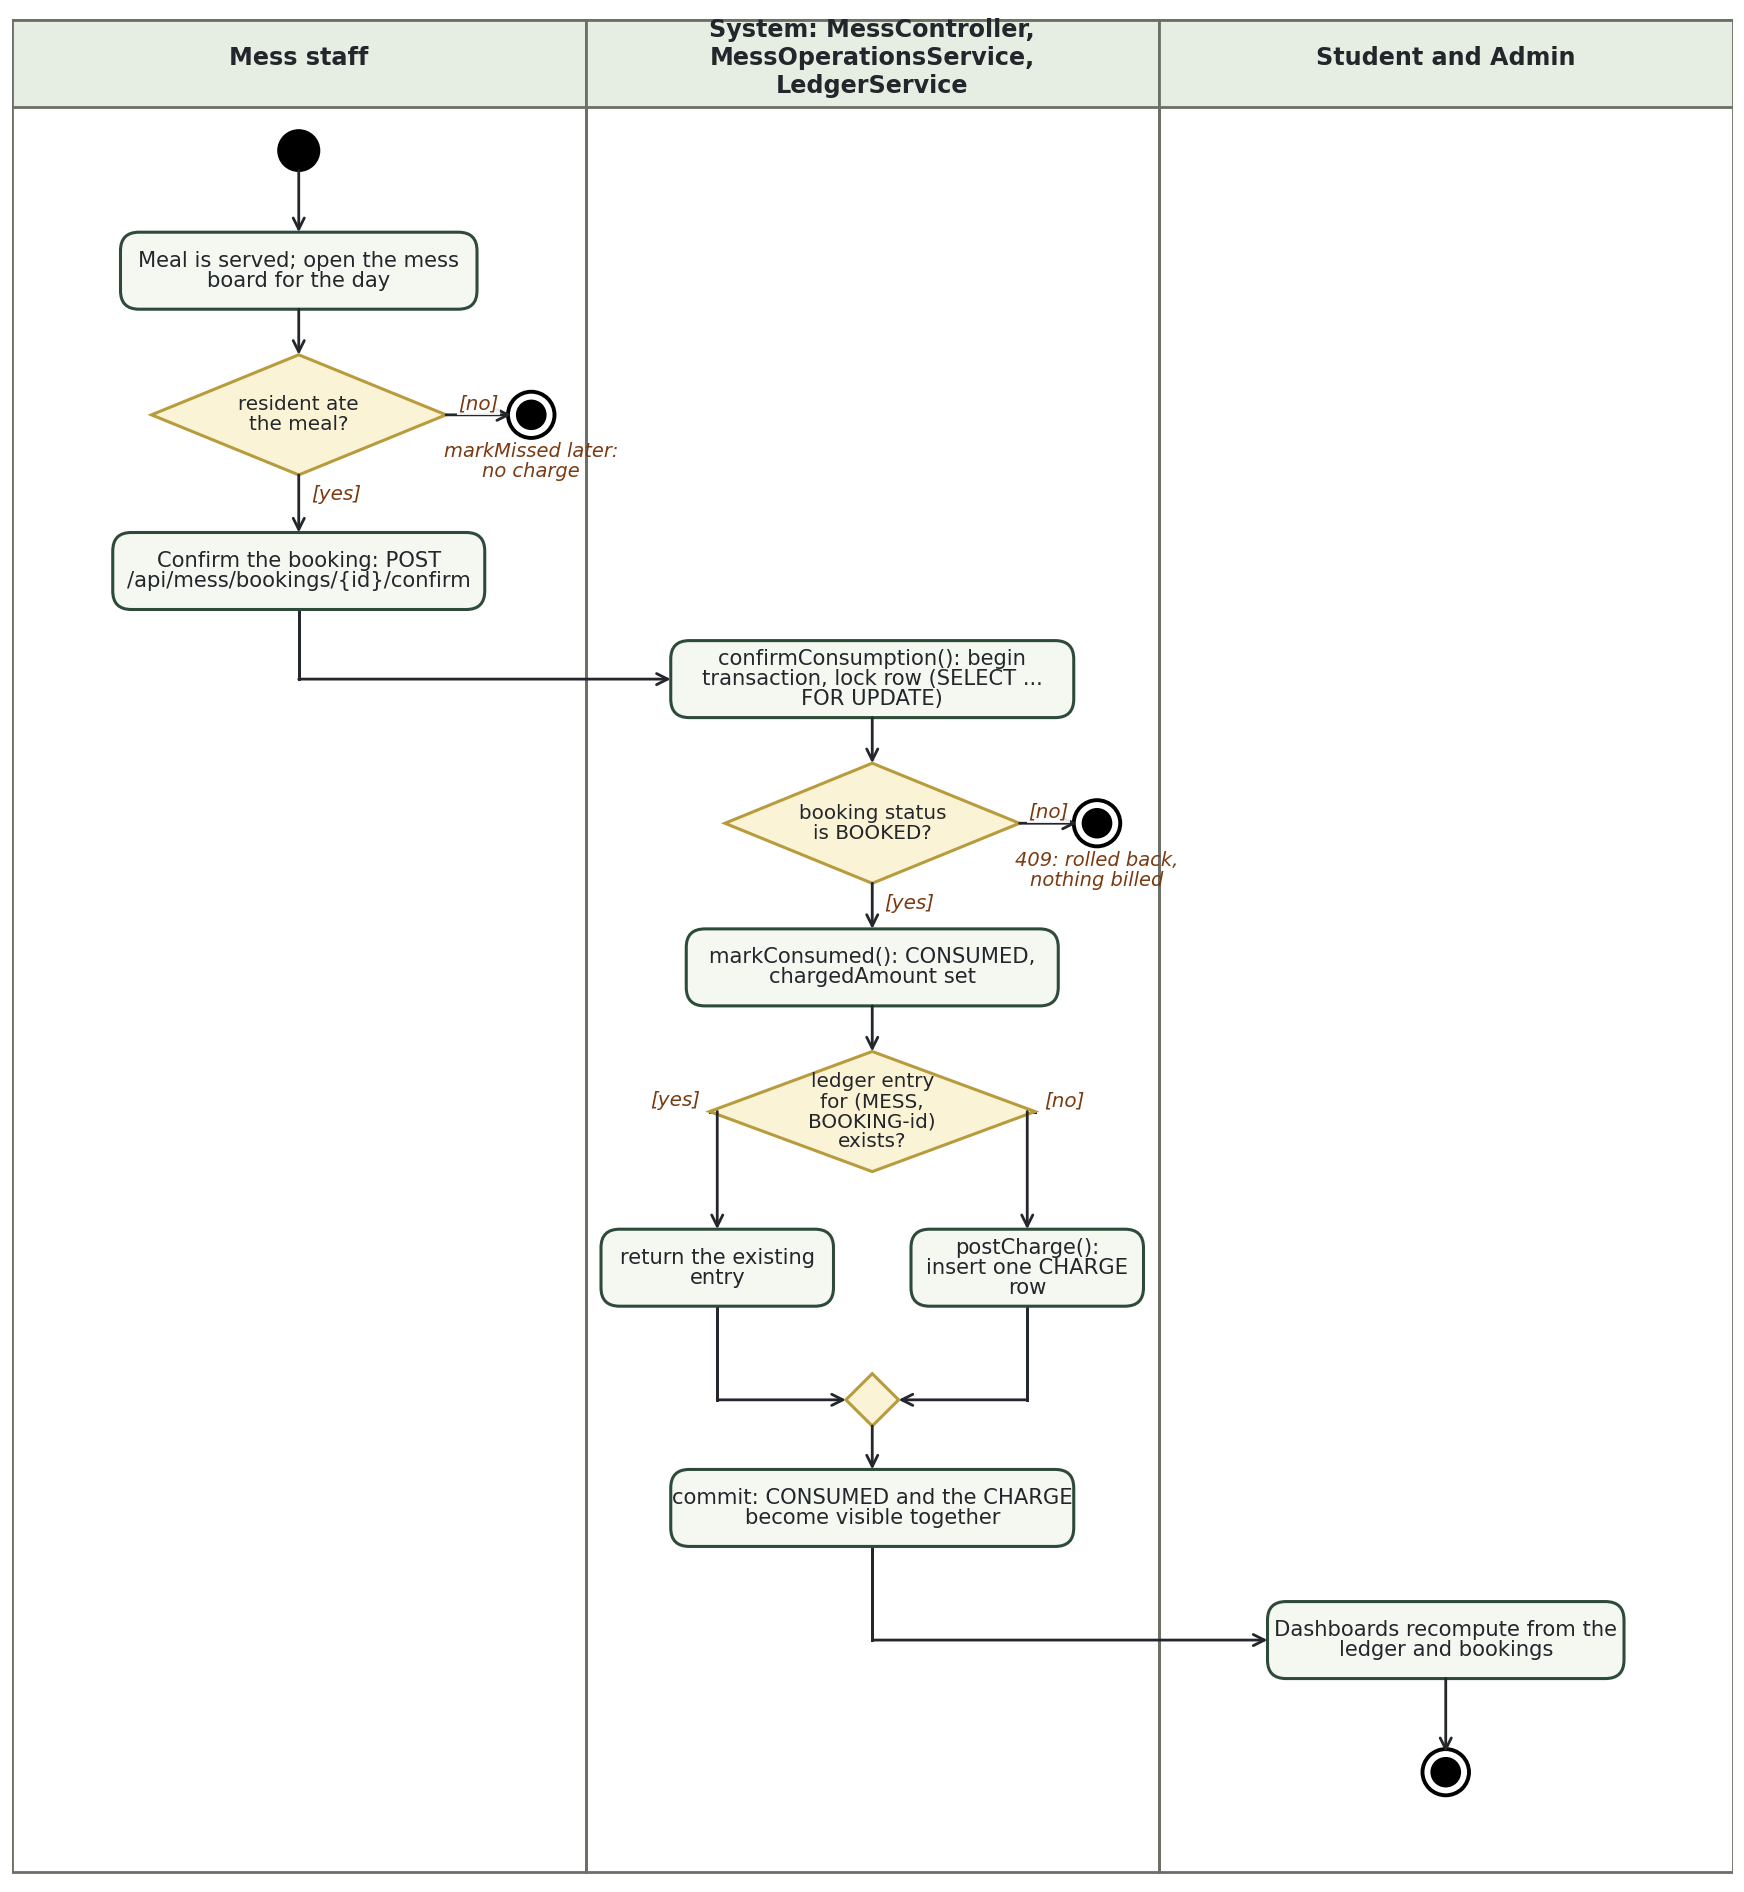 Mess staff
System: MessController,
MessOperationsService,
LedgerService
Student and Admin
Meal is served; open the mess
board for the day
resident ate
the meal?
[no]
markMissed later:
no charge
[yes]
Confirm the booking: POST
/api/mess/bookings/{id}/confirm
confirmConsumption(): begin
transaction, lock row (SELECT ...
FOR UPDATE)
booking status
is BOOKED?
[no]
409: rolled back,
nothing billed
[yes]
markConsumed(): CONSUMED,
chargedAmount set
ledger entry
for (MESS,
BOOKING-id)
exists?
[yes]
[no]
return the existing
entry
postCharge():
insert one CHARGE
row
commit: CONSUMED and the CHARGE
become visible together
Dashboards recompute from the
ledger and bookings